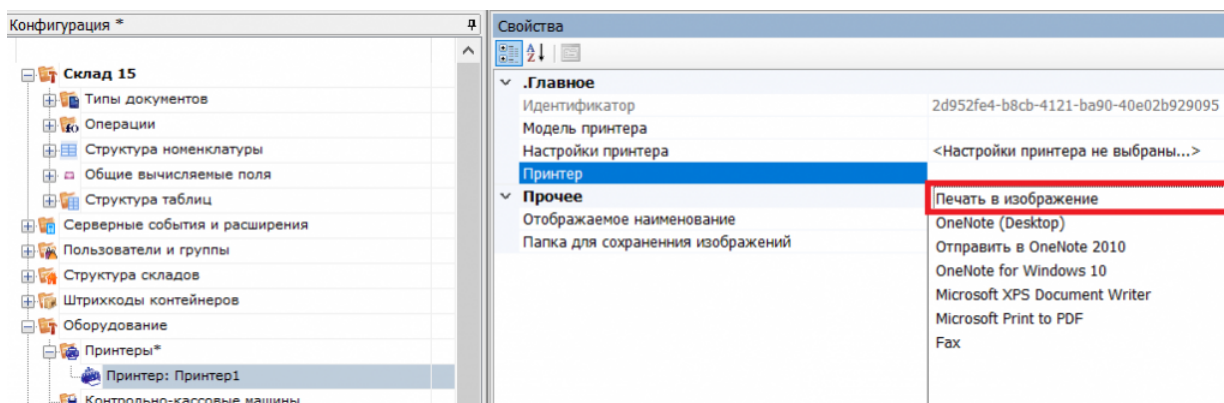 Конфигурация *
Склад 15
Типы документов
Операции
Структура номенклатуры
Общие вычисляемые поля
Структура таблиц
Серверные события и расширения
Пользователи и группы
Структура складов
Штрихкоды контейнеров
Оборудование
Принтеры*
Принтер: Принтер1
Контрольно-кассовые машины
Свойства
.Главное
Идентификатор 2d952fe4-b8cb-4121-ba90-40e02b929095
Модель принтера
Настройки принтера <Настройки принтера не выбраны...>
Принтер
Прочее
Отображаемое наименование
Папка для сохраненния изображений
Печать в изображение
OneNote (Desktop)
Отправить в OneNote 2010
OneNote for Windows 10
Microsoft XPS Document Writer
Microsoft Print to PDF
Fax